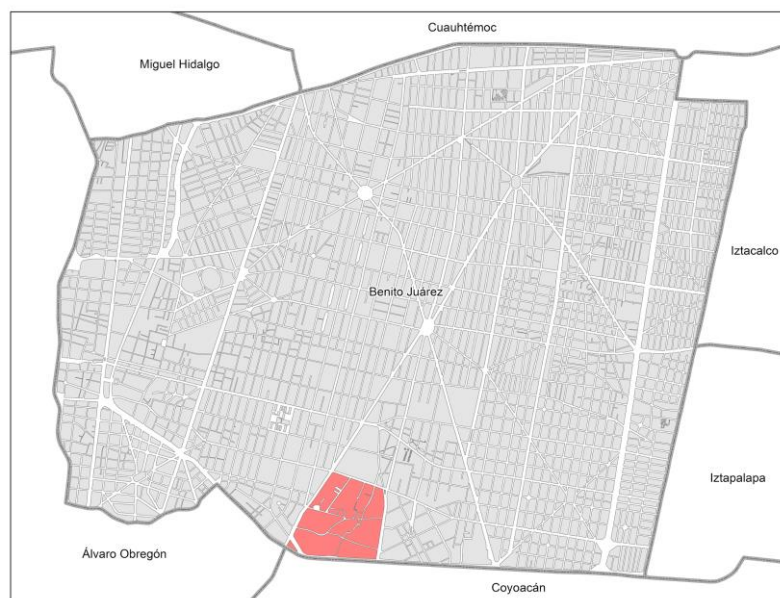 Cuauhtémoc
Miguel Hidalgo
Iztacalco
Benito Juárez
Iztapalapa
Álvaro Obregón
Coyoacán